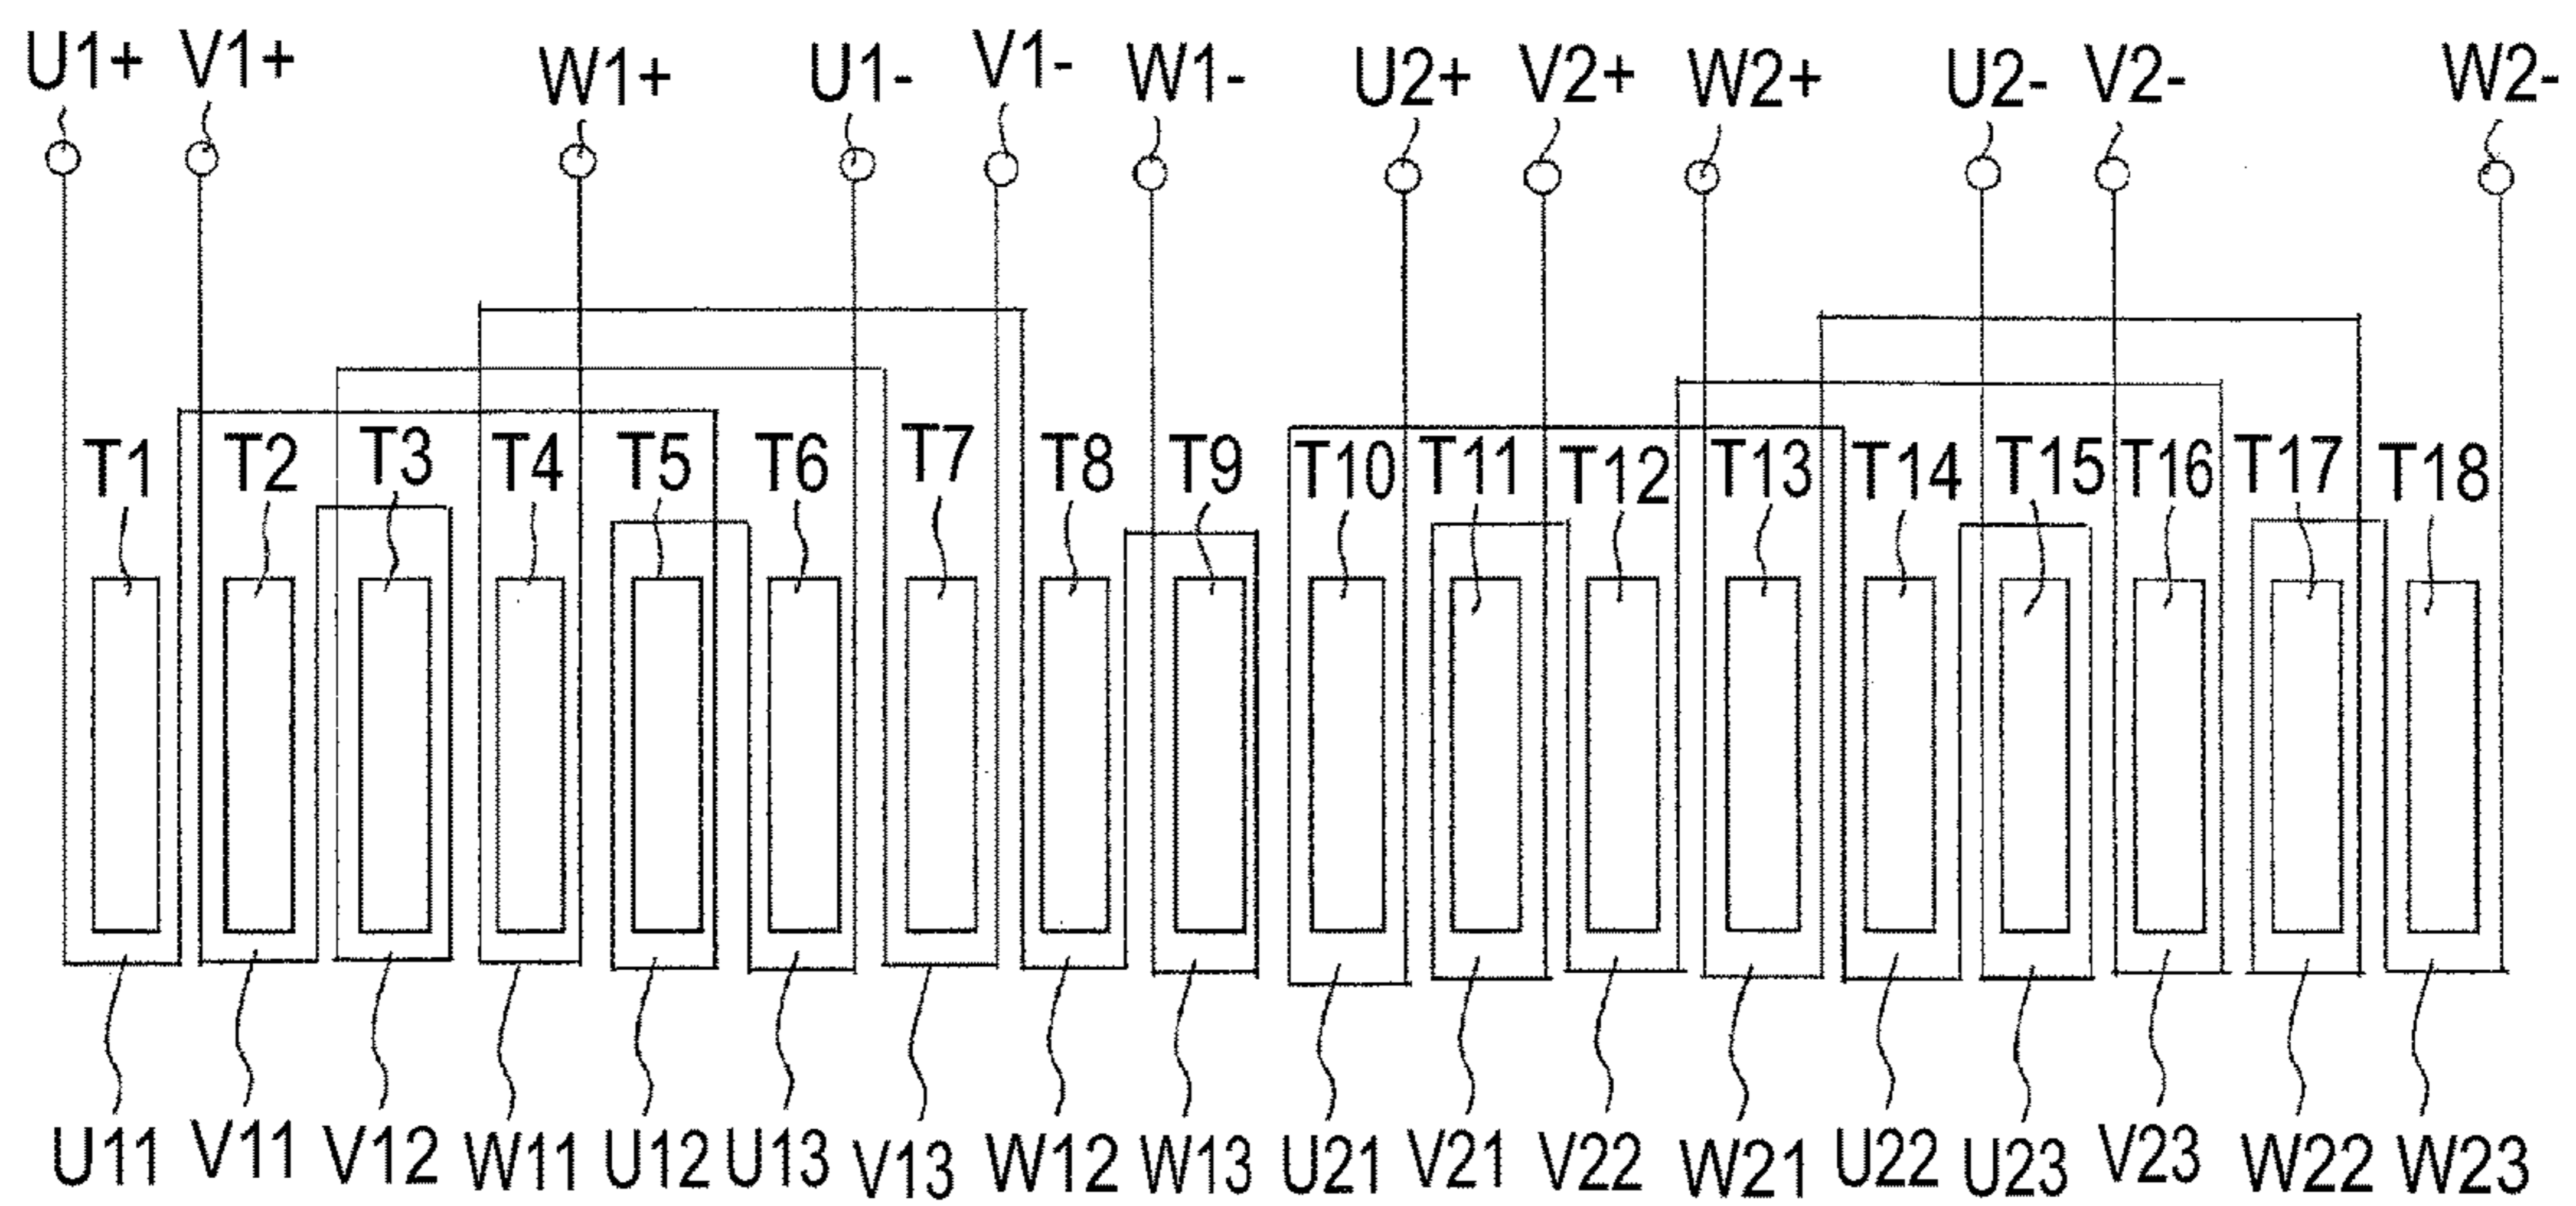 U1+ V1+ W1+ U1- V1- W1- U2+ V2+ W2+ U2- V2- W2-
T1 T2 T3 T4 T5 T6 T7 T8 T9 T10 T11 T12 T13 T14 T15 T16 T17 T18
U11 V11 V12 W11 U12 U13 V13 W12 W13 U21 V21 V22 W21 U22 U23 V23 W22 W23